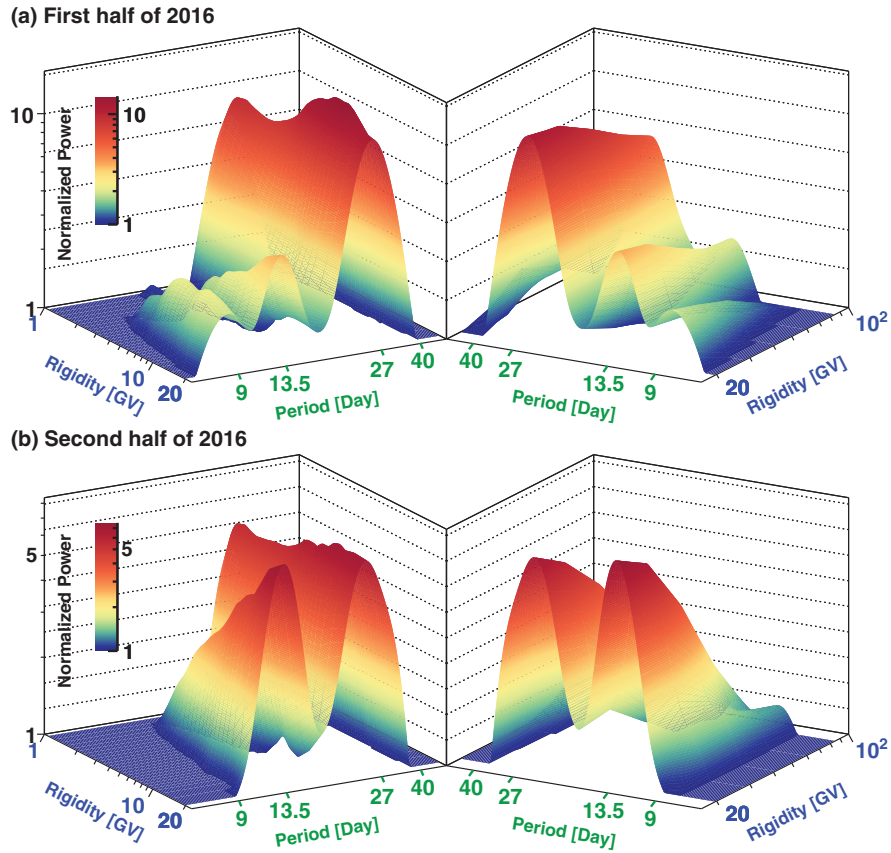 (a) First half of 2016
Normalized Power
10
1
10
1
1
10
20
Rigidity [GV]
9
13.5
27
40
Period [Day]
40
27
13.5
9
Period [Day]
20
10²
Rigidity [GV]
(b) Second half of 2016
Normalized Power
5
1
5
1
1
10
20
Rigidity [GV]
9
13.5
27
40
Period [Day]
40
27
13.5
9
Period [Day]
20
10²
Rigidity [GV]